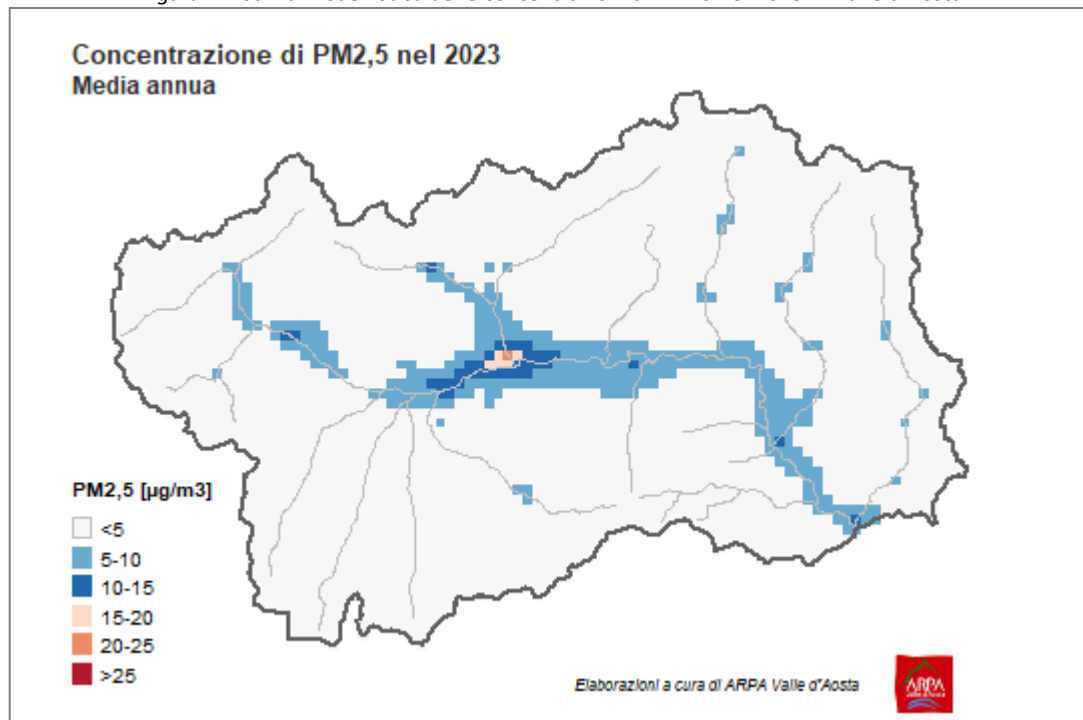 Concentrazione di PM2,5 nel 2023
Media annua
PM2,5 [µg/m3]
<5
5-10
10-15
15-20
20-25
>25
Elaborazioni a cura di ARPA Valle d'Aosta
ARPA